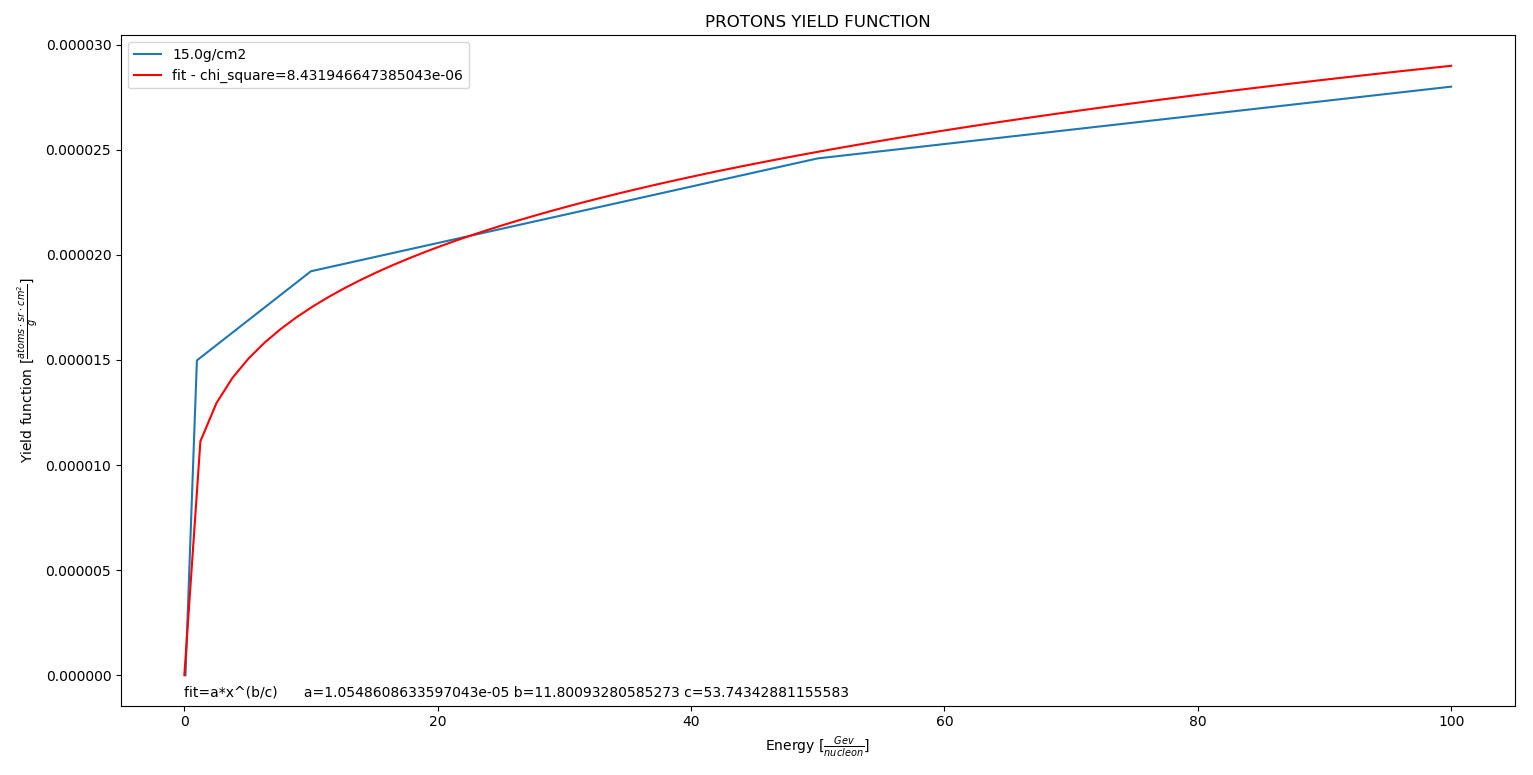 PROTONS YIELD FUNCTION
15.0g/cm2
fit - chi_square=8.431946647385043e-06
0.000030
0.000025
0.000020
0.000015
0.000010
0.000005
0.000000
Yield function [atoms · sr · cm²/g]
fit=a*x^(b/c) a=1.0548608633597043e-05 b=11.80093280585273 c=53.74342881155583
0 20 40 60 80 100
Energy [Gev/nucleon]